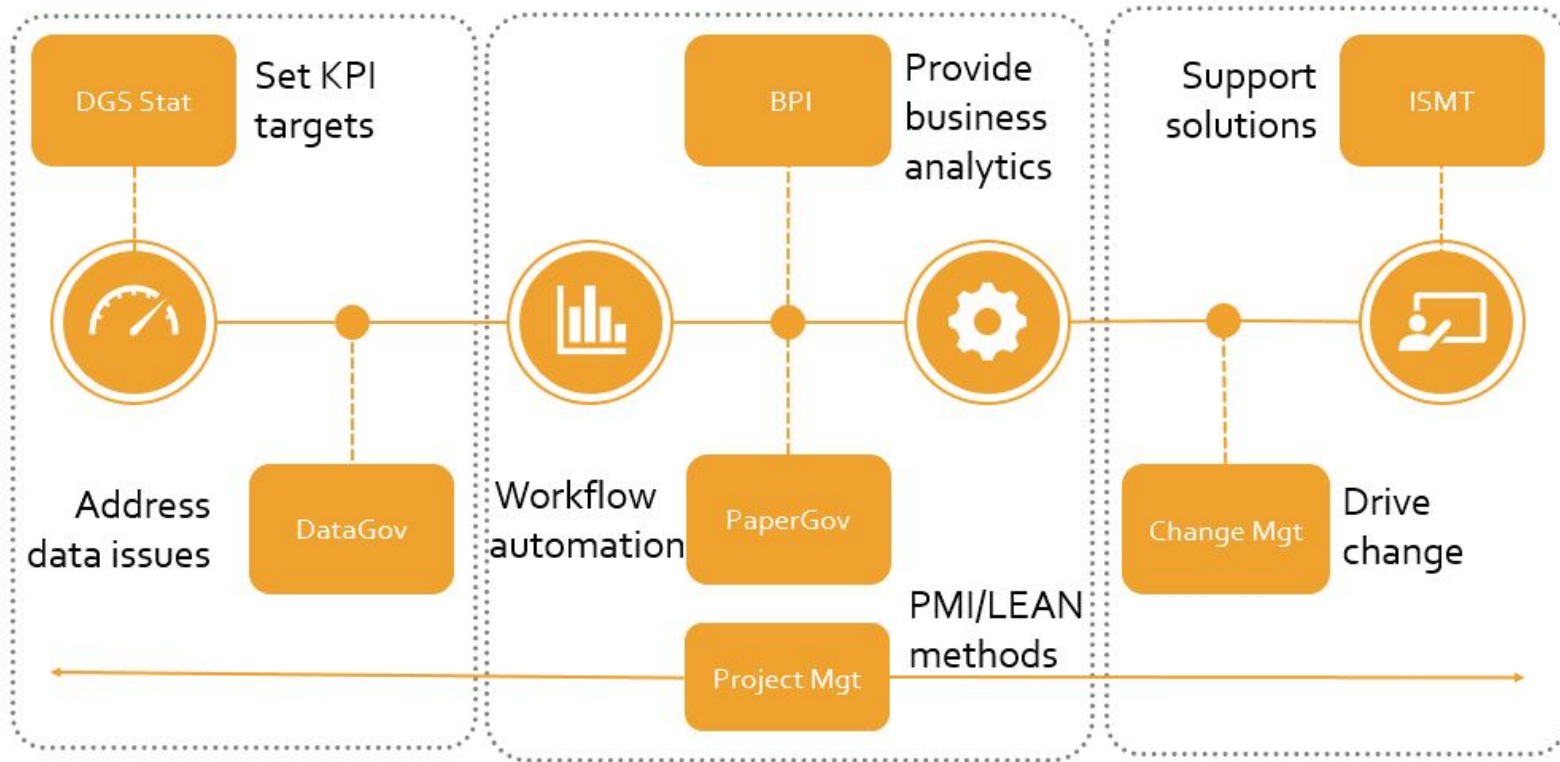 DGS Stat
Set KPI
targets
BPI
Provide
business
analytics
Support
solutions
ISMT
Address
data issues
DataGov
Workflow
automation
PaperGov
Change Mgt
Drive
change
Project Mgt
PMI/LEAN
methods